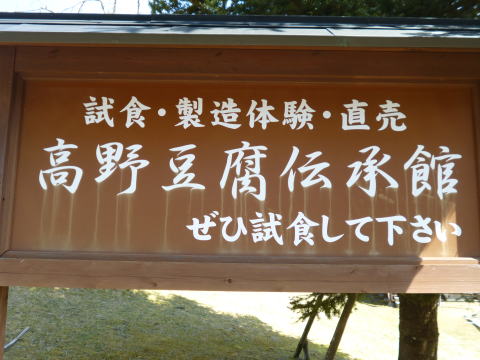 試食・製造体験・直売
高野豆腐伝承館
ぜひ試食して下さい